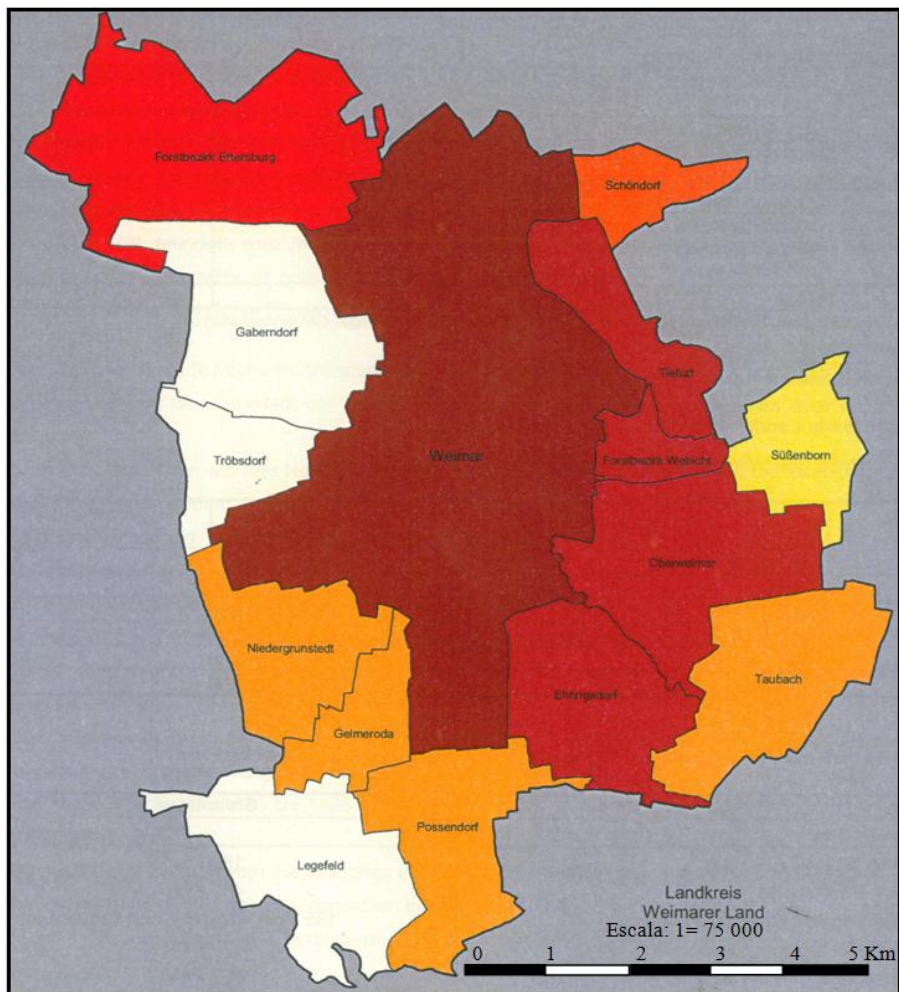 Forstbezirk Ettersburg
Schöndorf
Gaberndorf
Tiefurt
Tröbsdorf
Weimar
Forstbezirk Webicht
Süßenborn
Oberweimar
Niedergrunstedt
Ehringsdorf
Taubach
Gelmeroda
Possendorf
Legefeld
Landkreis
Weimarer Land
Escala: 1= 75 000
0 1 2 3 4 5 Km